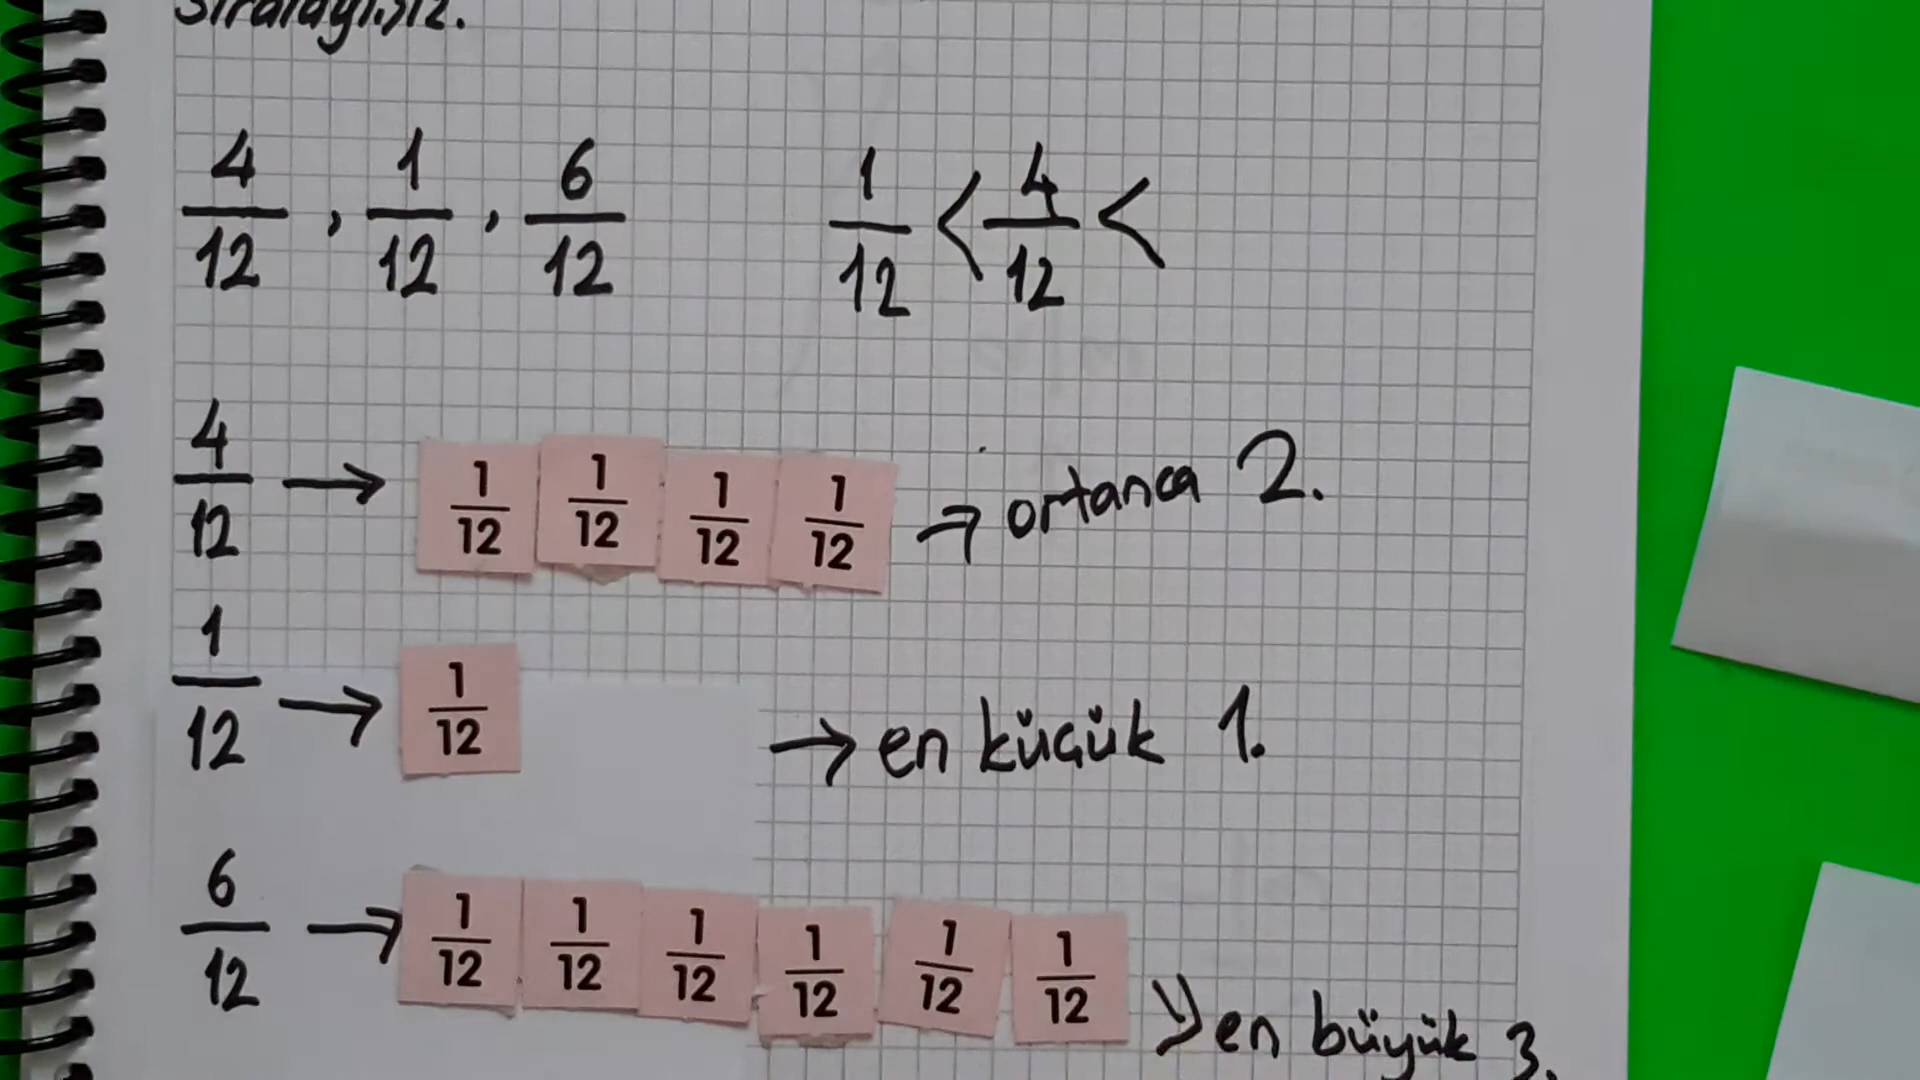 sıralayınız.
4/12 , 1/12 , 6/12 1/12 < 4/12 <
4/12 → 1/12 1/12 1/12 1/12 → ortanca 2.
1/12 → 1/12 → en küçük 1.
6/12 → 1/12 1/12 1/12 1/12 1/12 1/12 → en büyük 3.